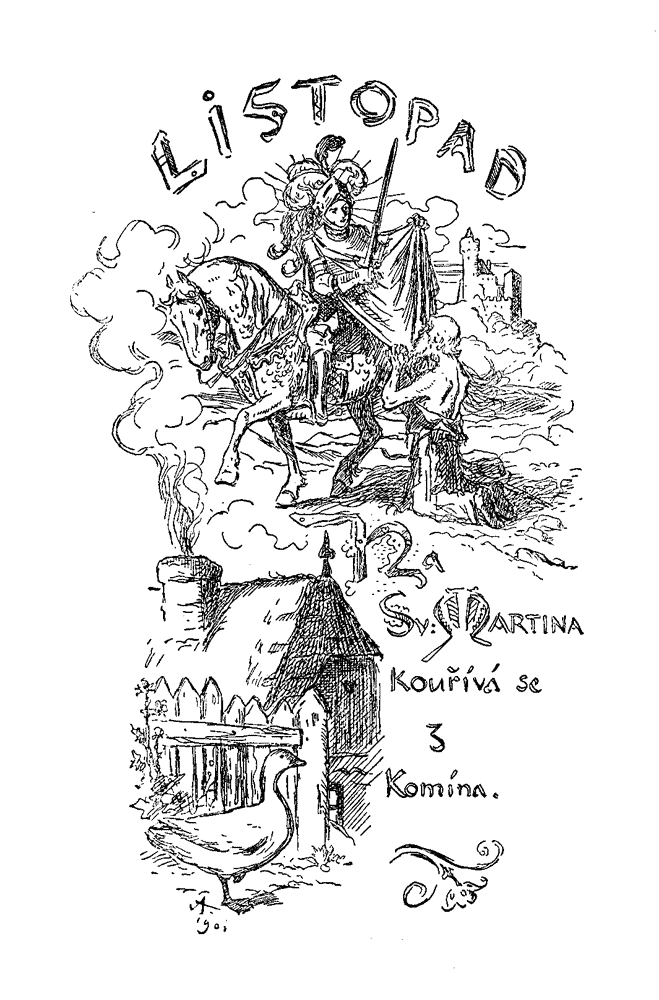 LiSTOPAD
Na
Sv: MARTINA
Kouřívá se
z
Komína.